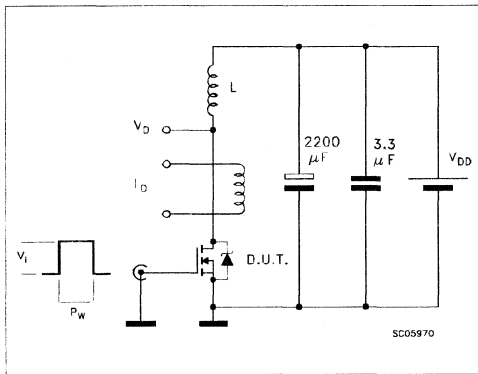 L
V_D
2200 μF
3.3 μF
V_DD
I_D
V_i
D.U.T.
P_W
SC05970